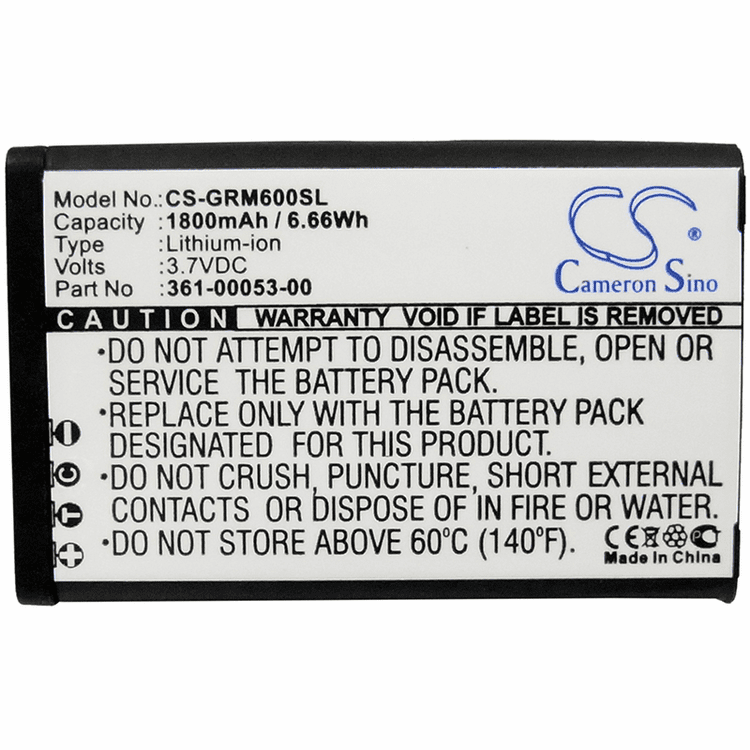 Model No.: CS-GRM600SL
Capacity : 1800mAh / 6.66Wh
Type : Lithium-ion
Volts : 3.7VDC
Part No : 361-00053-00
CS ®
Cameron Sino
CAUTION WARRANTY VOID IF LABEL IS REMOVED
•DO NOT ATTEMPT TO DISASSEMBLE, OPEN OR
SERVICE THE BATTERY PACK.
•REPLACE ONLY WITH THE BATTERY PACK
DESIGNATED FOR THIS PRODUCT.
•DO NOT CRUSH, PUNCTURE, SHORT EXTERNAL
CONTACTS OR DISPOSE OF IN FIRE OR WATER.
•DO NOT STORE ABOVE 60°C (140°F).
CE
Made in China